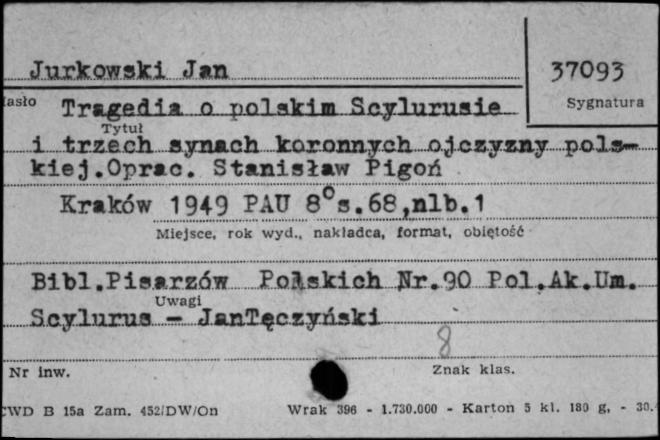 Jurkowski Jan
37093
asło Tragedia o polskim Scylurusie
Sygnatura
Tytuł
i trzech synach koronnych ojczyzny pols-
kiej.Oprac. Stanisław Pigoń
Kraków 1949 PAU 8° s.68,nlb.1
Miejsce, rok wyd., nakładca, format, objętość
Bibl.Pisarzów Polskich Nr.90 Pol.Ak.Um.
Uwagi
Scylurus - JanTęczyński
8
Nr inw.
Znak klas.
CWD B 15a Zam. 452/DW/On Wrak 396 - 1.730.000 - Karton 5 kl. 180 g, - 30.